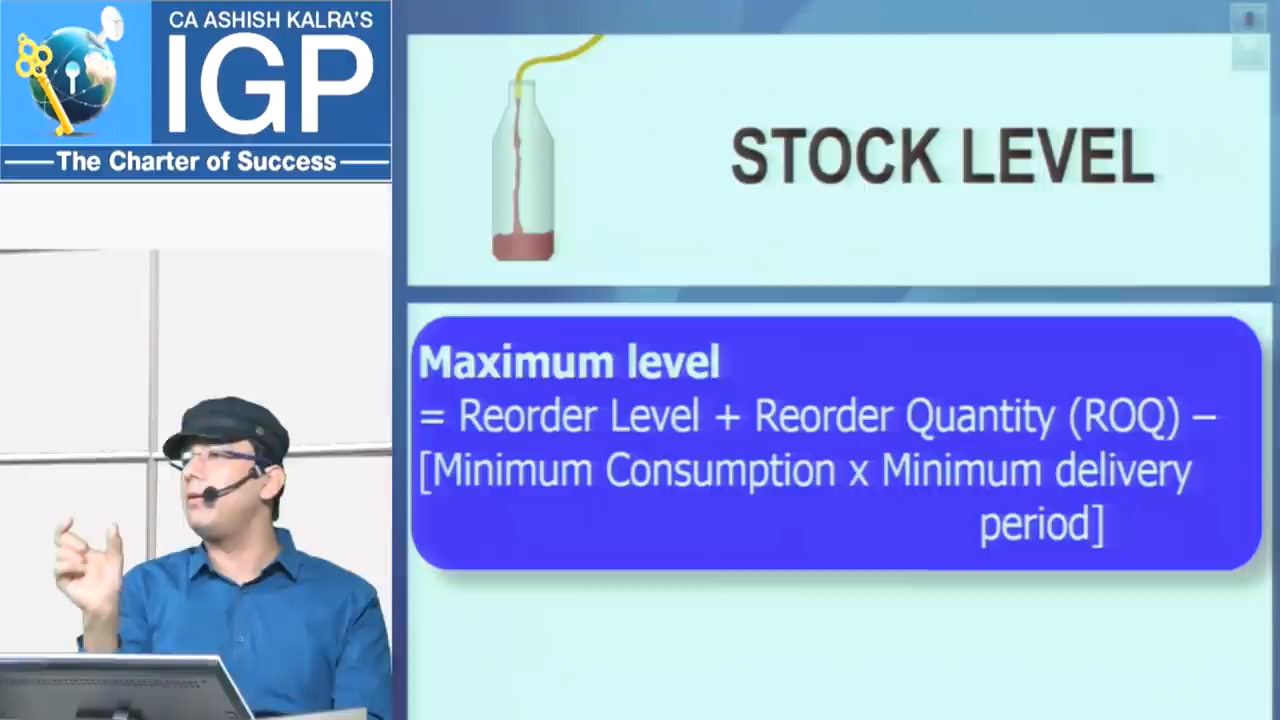 CA ASHISH KALRA'S
IGP
The Charter of Success
STOCK LEVEL
Maximum level
= Reorder Level + Reorder Quantity (ROQ) –
[Minimum Consumption x Minimum delivery
period]